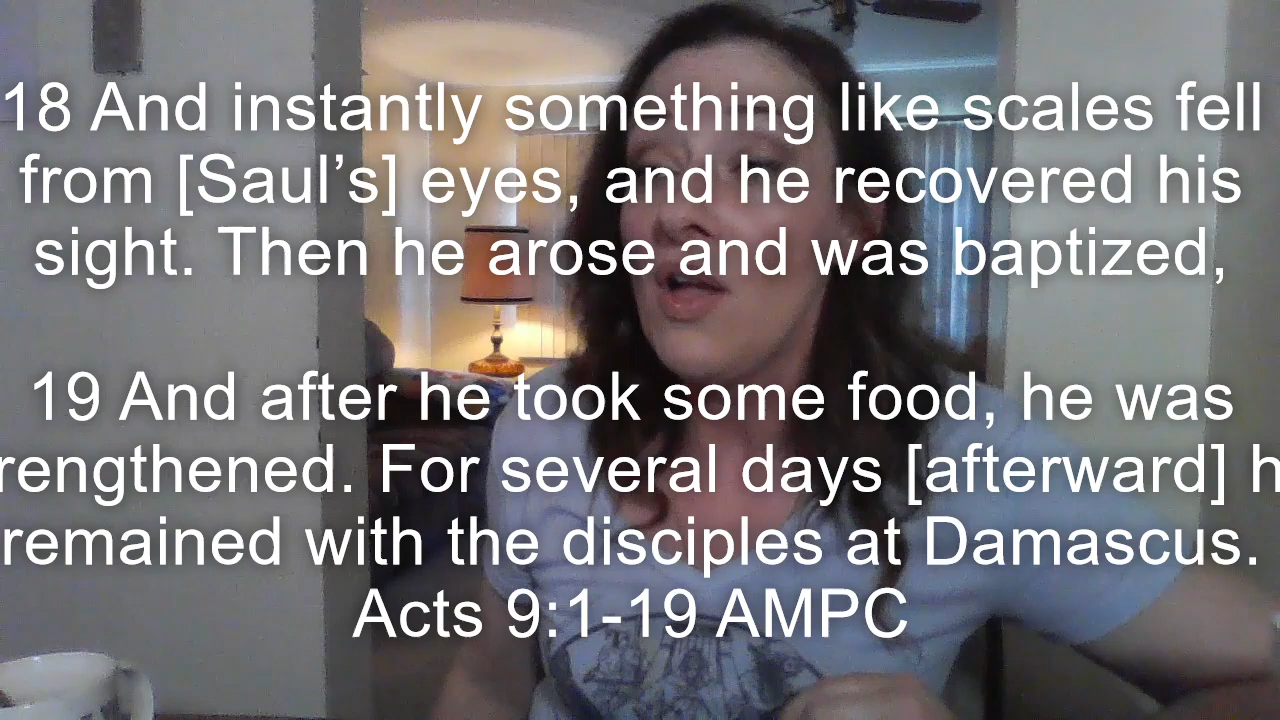 18 And instantly something like scales fell
from [Saul’s] eyes, and he recovered his
sight. Then he arose and was baptized,
19 And after he took some food, he was
rengthened. For several days [afterward] h
remained with the disciples at Damascus.
Acts 9:1-19 AMPC